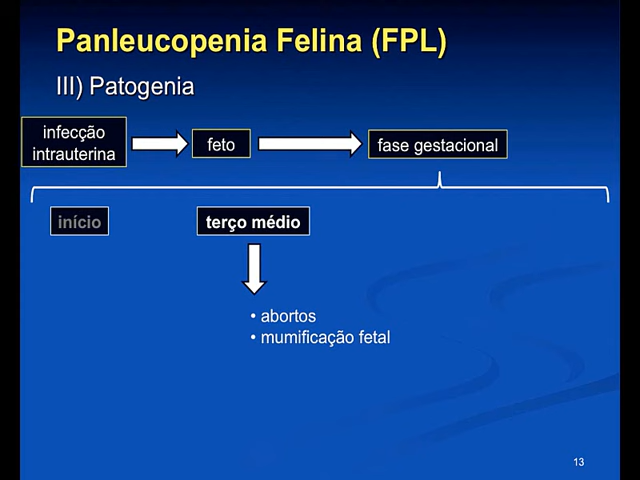 Panleucopenia Felina (FPL)
III) Patogenia
infecção
intrauterina
feto
fase gestacional
início
terço médio
• abortos
• mumificação fetal
13